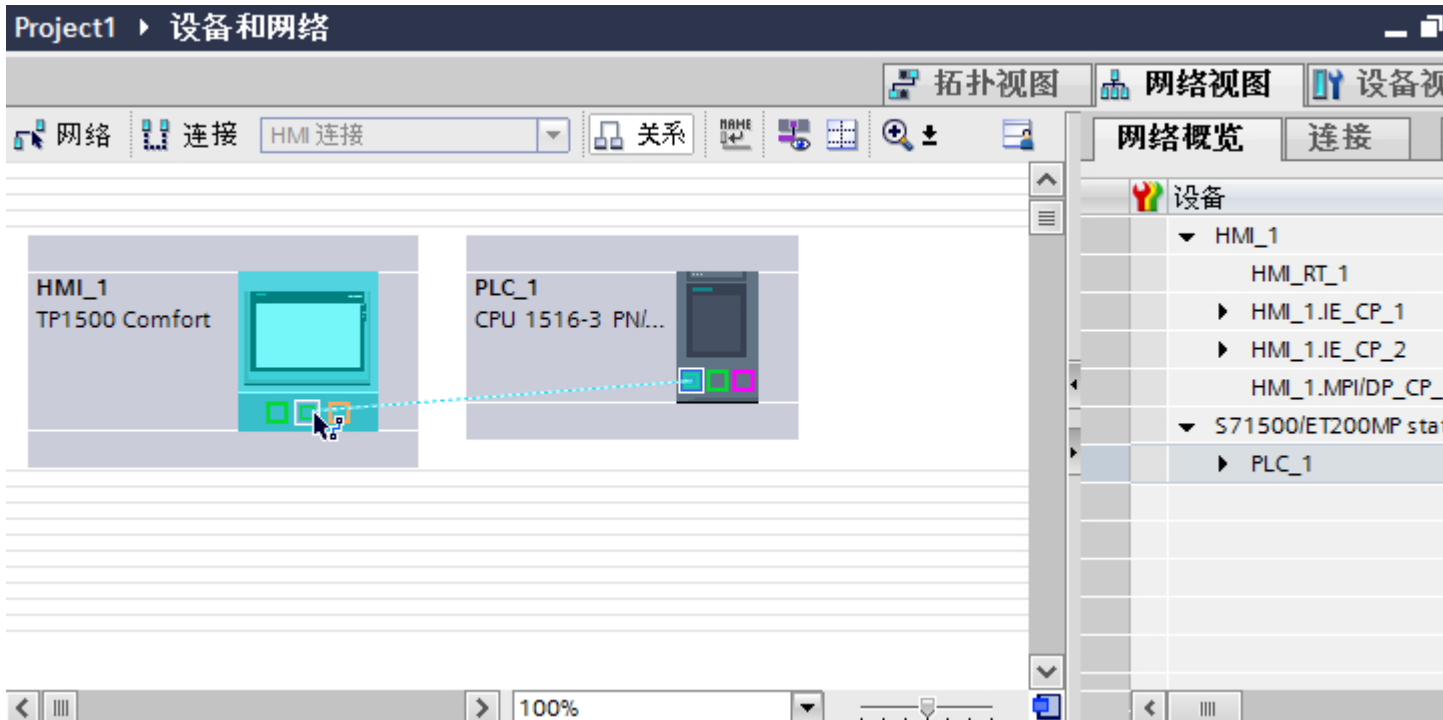 Project1 ▸ 设备和网络
拓扑视图 网络视图 设备视
网络 连接 HMI 连接 关系 NAME
网络概览 连接
设备
HMI_1
HMI_RT_1
HMI_1.IE_CP_1
HMI_1.IE_CP_2
HMI_1.MPI/DP_CP_
S71500/ET200MP stat
PLC_1
HMI_1
TP1500 Comfort
PLC_1
CPU 1516-3 PN/...
100%